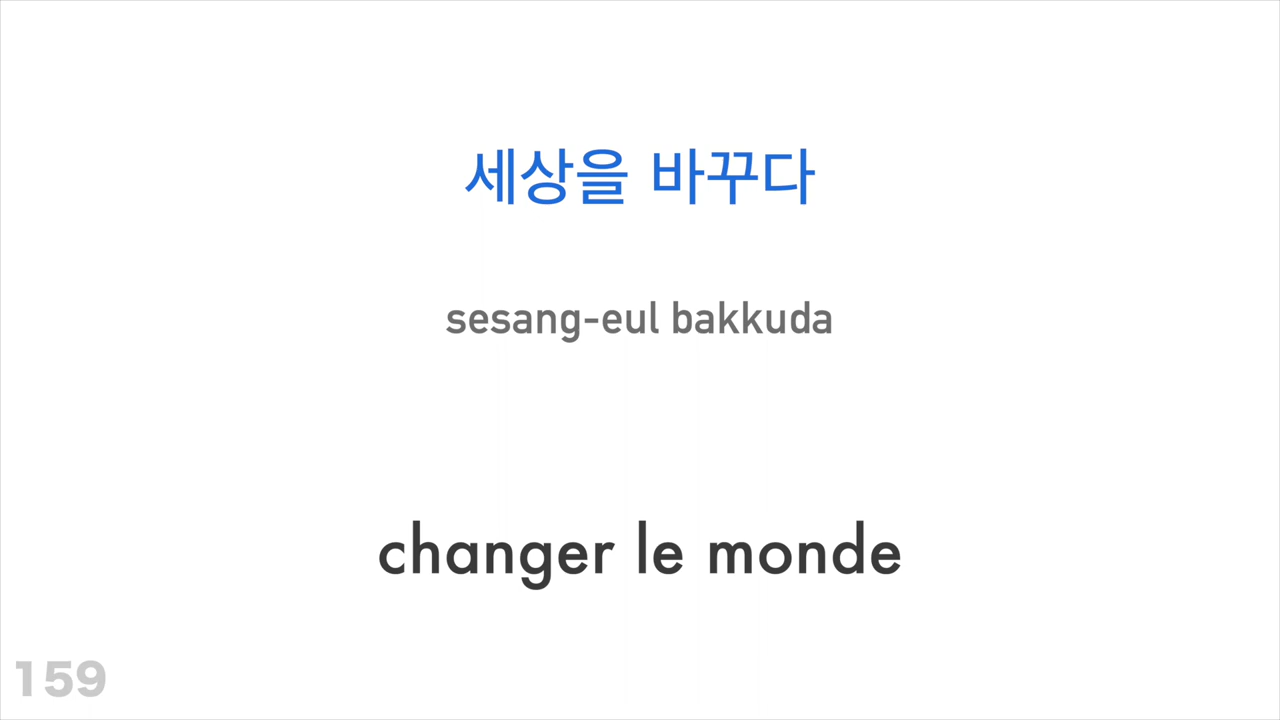 세상을 바꾸다
sesang-eul bakkuda
changer le monde
159